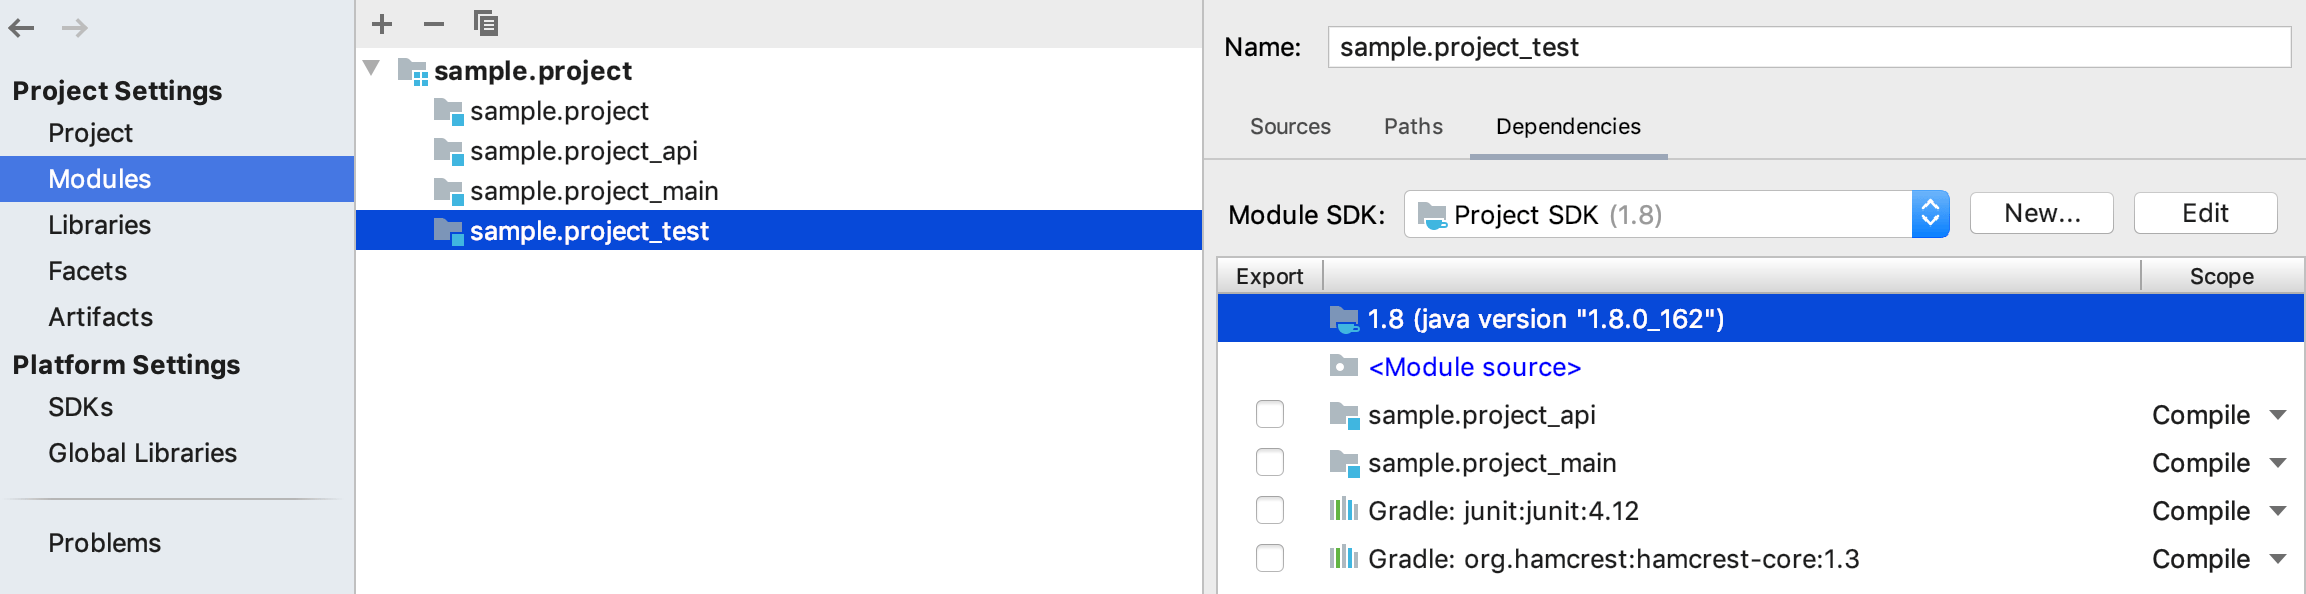 Project Settings
Project
Modules
Libraries
Facets
Artifacts
Platform Settings
SDKs
Global Libraries
Problems
sample.project
sample.project
sample.project_api
sample.project_main
sample.project_test
Name: sample.project_test
Sources Paths Dependencies
Module SDK: Project SDK (1.8) New... Edit
Export Scope
1.8 (java version "1.8.0_162")
<Module source>
sample.project_api Compile
sample.project_main Compile
Gradle: junit:junit:4.12 Compile
Gradle: org.hamcrest:hamcrest-core:1.3 Compile